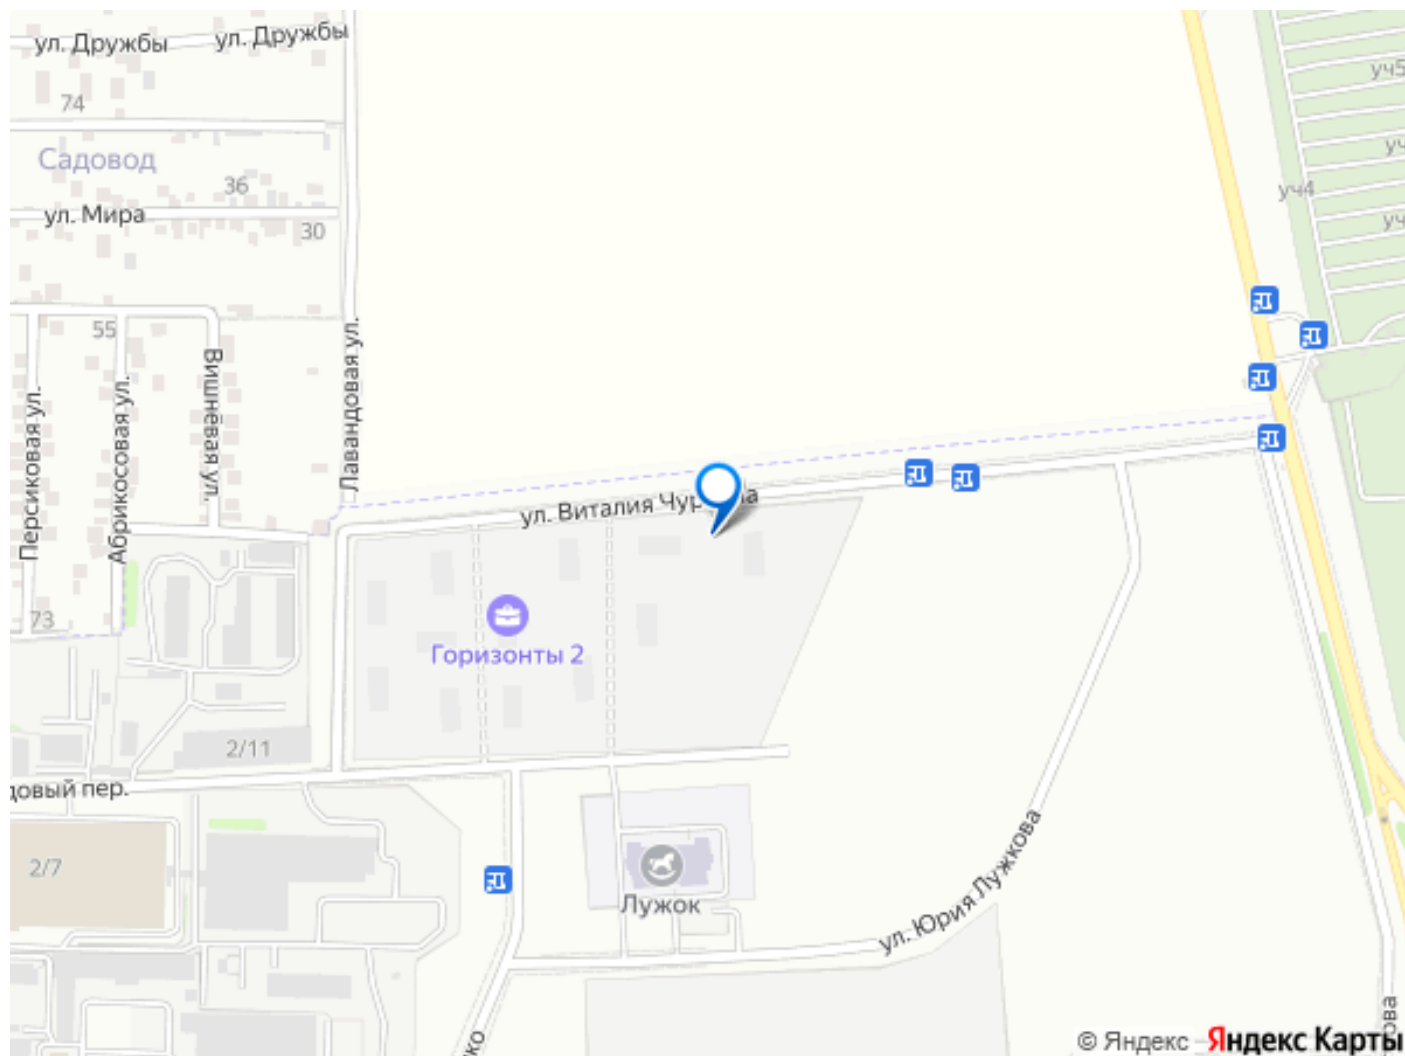 ул. Дружбы
ул. Дружбы
уч5
74
Садовод
36
уч4
ул. Мира
30
55
Вишнёвая ул.
Лавандовая ул.
Персиковая ул.
Абрикосовая ул.
ул. Виталия
73
Горизонты 2
2/11
пер.
2/7
Лужок
ул. Юрия Лужкова
© Яндекс Яндекс Карты